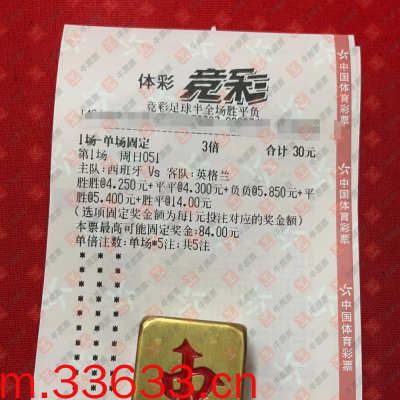 体彩 竞彩
竞彩足球半全场胜平负
1场-单场固定 3倍 合计 30元
第1场 周日051
主队:西班牙 Vs 客队:英格兰
胜胜@4.250元+平平@4.300元+负负@5.850元+平
胜@5.400元+胜平@14.00元
(选项固定奖金额为每1元投注对应的奖金额)
本票最高可能固定奖金:84.00元
单倍注数:单场*5注:共5注
中国体育彩票
中国体育彩票
m.33633.cn